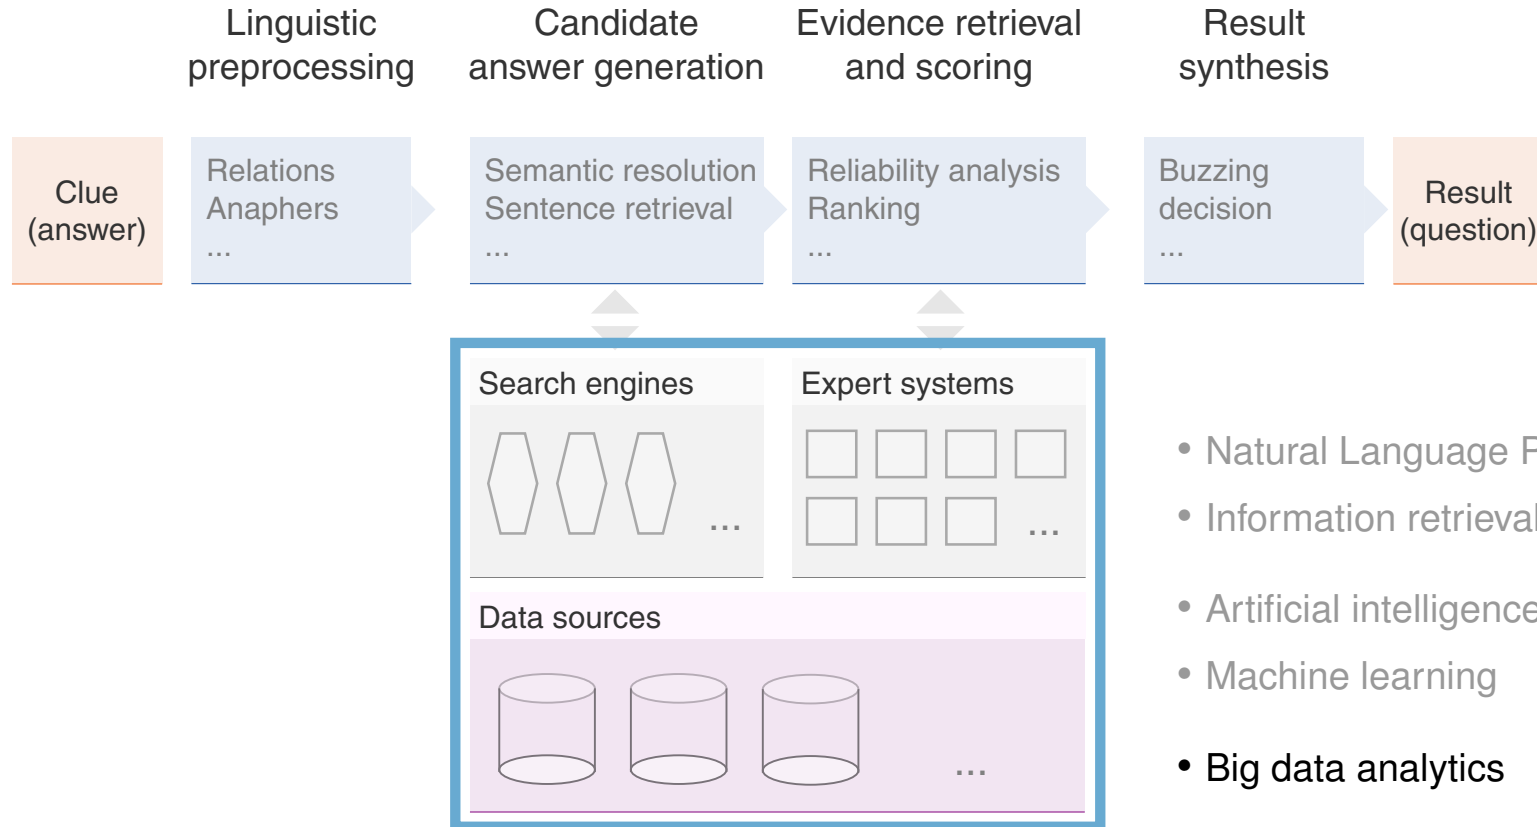 Linguistic
preprocessing
Candidate
answer generation
Evidence retrieval
and scoring
Result
synthesis
Clue
(answer)
Relations
Anaphers
...
Semantic resolution
Sentence retrieval
...
Reliability analysis
Ranking
...
Buzzing
decision
...
Result
(question)
Search engines
...
Expert systems
...
Data sources
...
• Natural Language P
• Information retrieval
• Artificial intelligence
• Machine learning
• Big data analytics